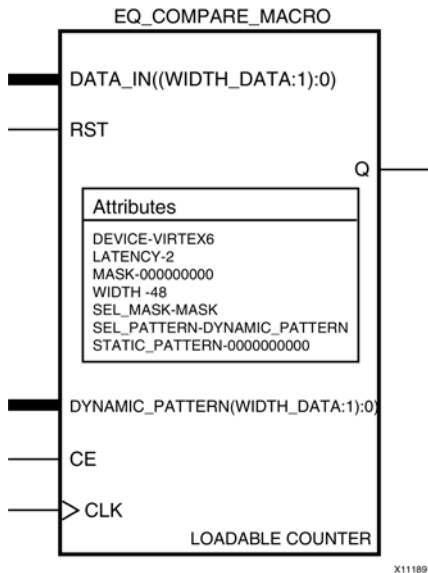 EQ_COMPARE_MACRO
DATA_IN((WIDTH_DATA:1):0)
RST
Q
Attributes
DEVICE-VIRTEX6
LATENCY-2
MASK-000000000
WIDTH -48
SEL_MASK-MASK
SEL_PATTERN-DYNAMIC_PATTERN
STATIC_PATTERN-0000000000
DYNAMIC_PATTERN(WIDTH_DATA:1):0)
CE
CLK
LOADABLE COUNTER
X11189